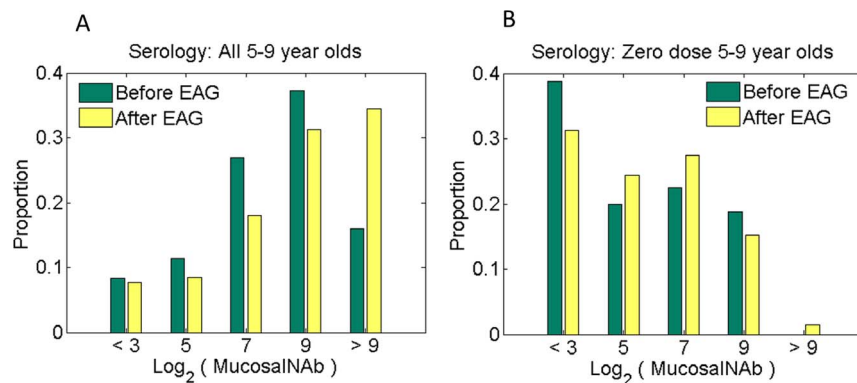 A
Serology: All 5-9 year olds
0.4
0.3
0.2
0.1
0
Proportion
Before EAG
After EAG
< 3 5 7 9 > 9
Log2 ( MucosalNAb )
B
Serology: Zero dose 5-9 year olds
0.4
0.3
0.2
0.1
0
Proportion
Before EAG
After EAG
< 3 5 7 9 > 9
Log2 ( MucosalNAb )